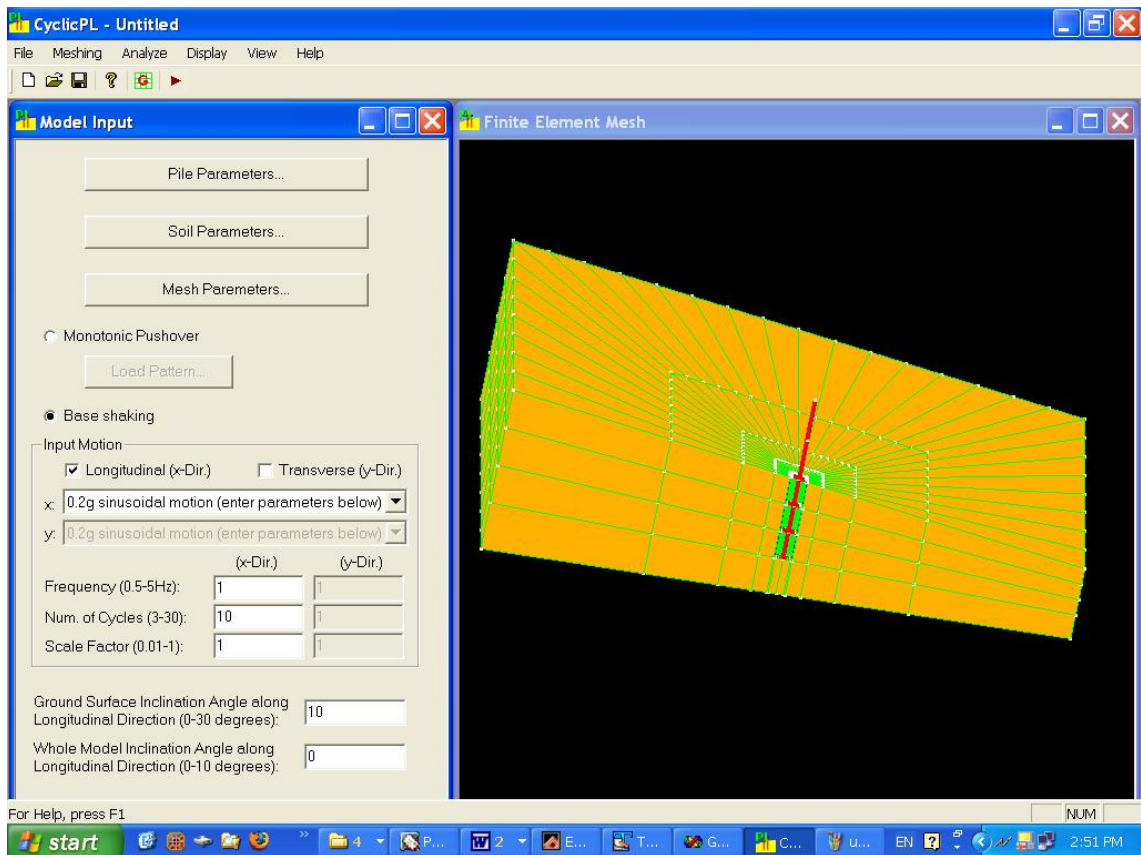 CyclicPL - Untitled
File Meshing Analyze Display View Help
Model Input
Pile Parameters...
Soil Parameters...
Mesh Paremeters...
Monotonic Pushover
Load Pattern...
Base shaking
Input Motion
Longitudinal (x-Dir.) Transverse (y-Dir.)
x: 0.2g sinusoidal motion (enter parameters below)
y: 0.2g sinusoidal motion (enter parameters below)
(x-Dir.) (y-Dir.)
Frequency (0.5-5Hz): 1 1
Num. of Cycles (3-30): 10 1
Scale Factor (0.01-1): 1 1
Ground Surface Inclination Angle along
Longitudinal Direction (0-30 degrees): 10
Whole Model Inclination Angle along
Longitudinal Direction (0-10 degrees): 0
Finite Element Mesh
For Help, press F1 NUM
start 4 P... 2 E... T... G... C... u... EN 2:51 PM